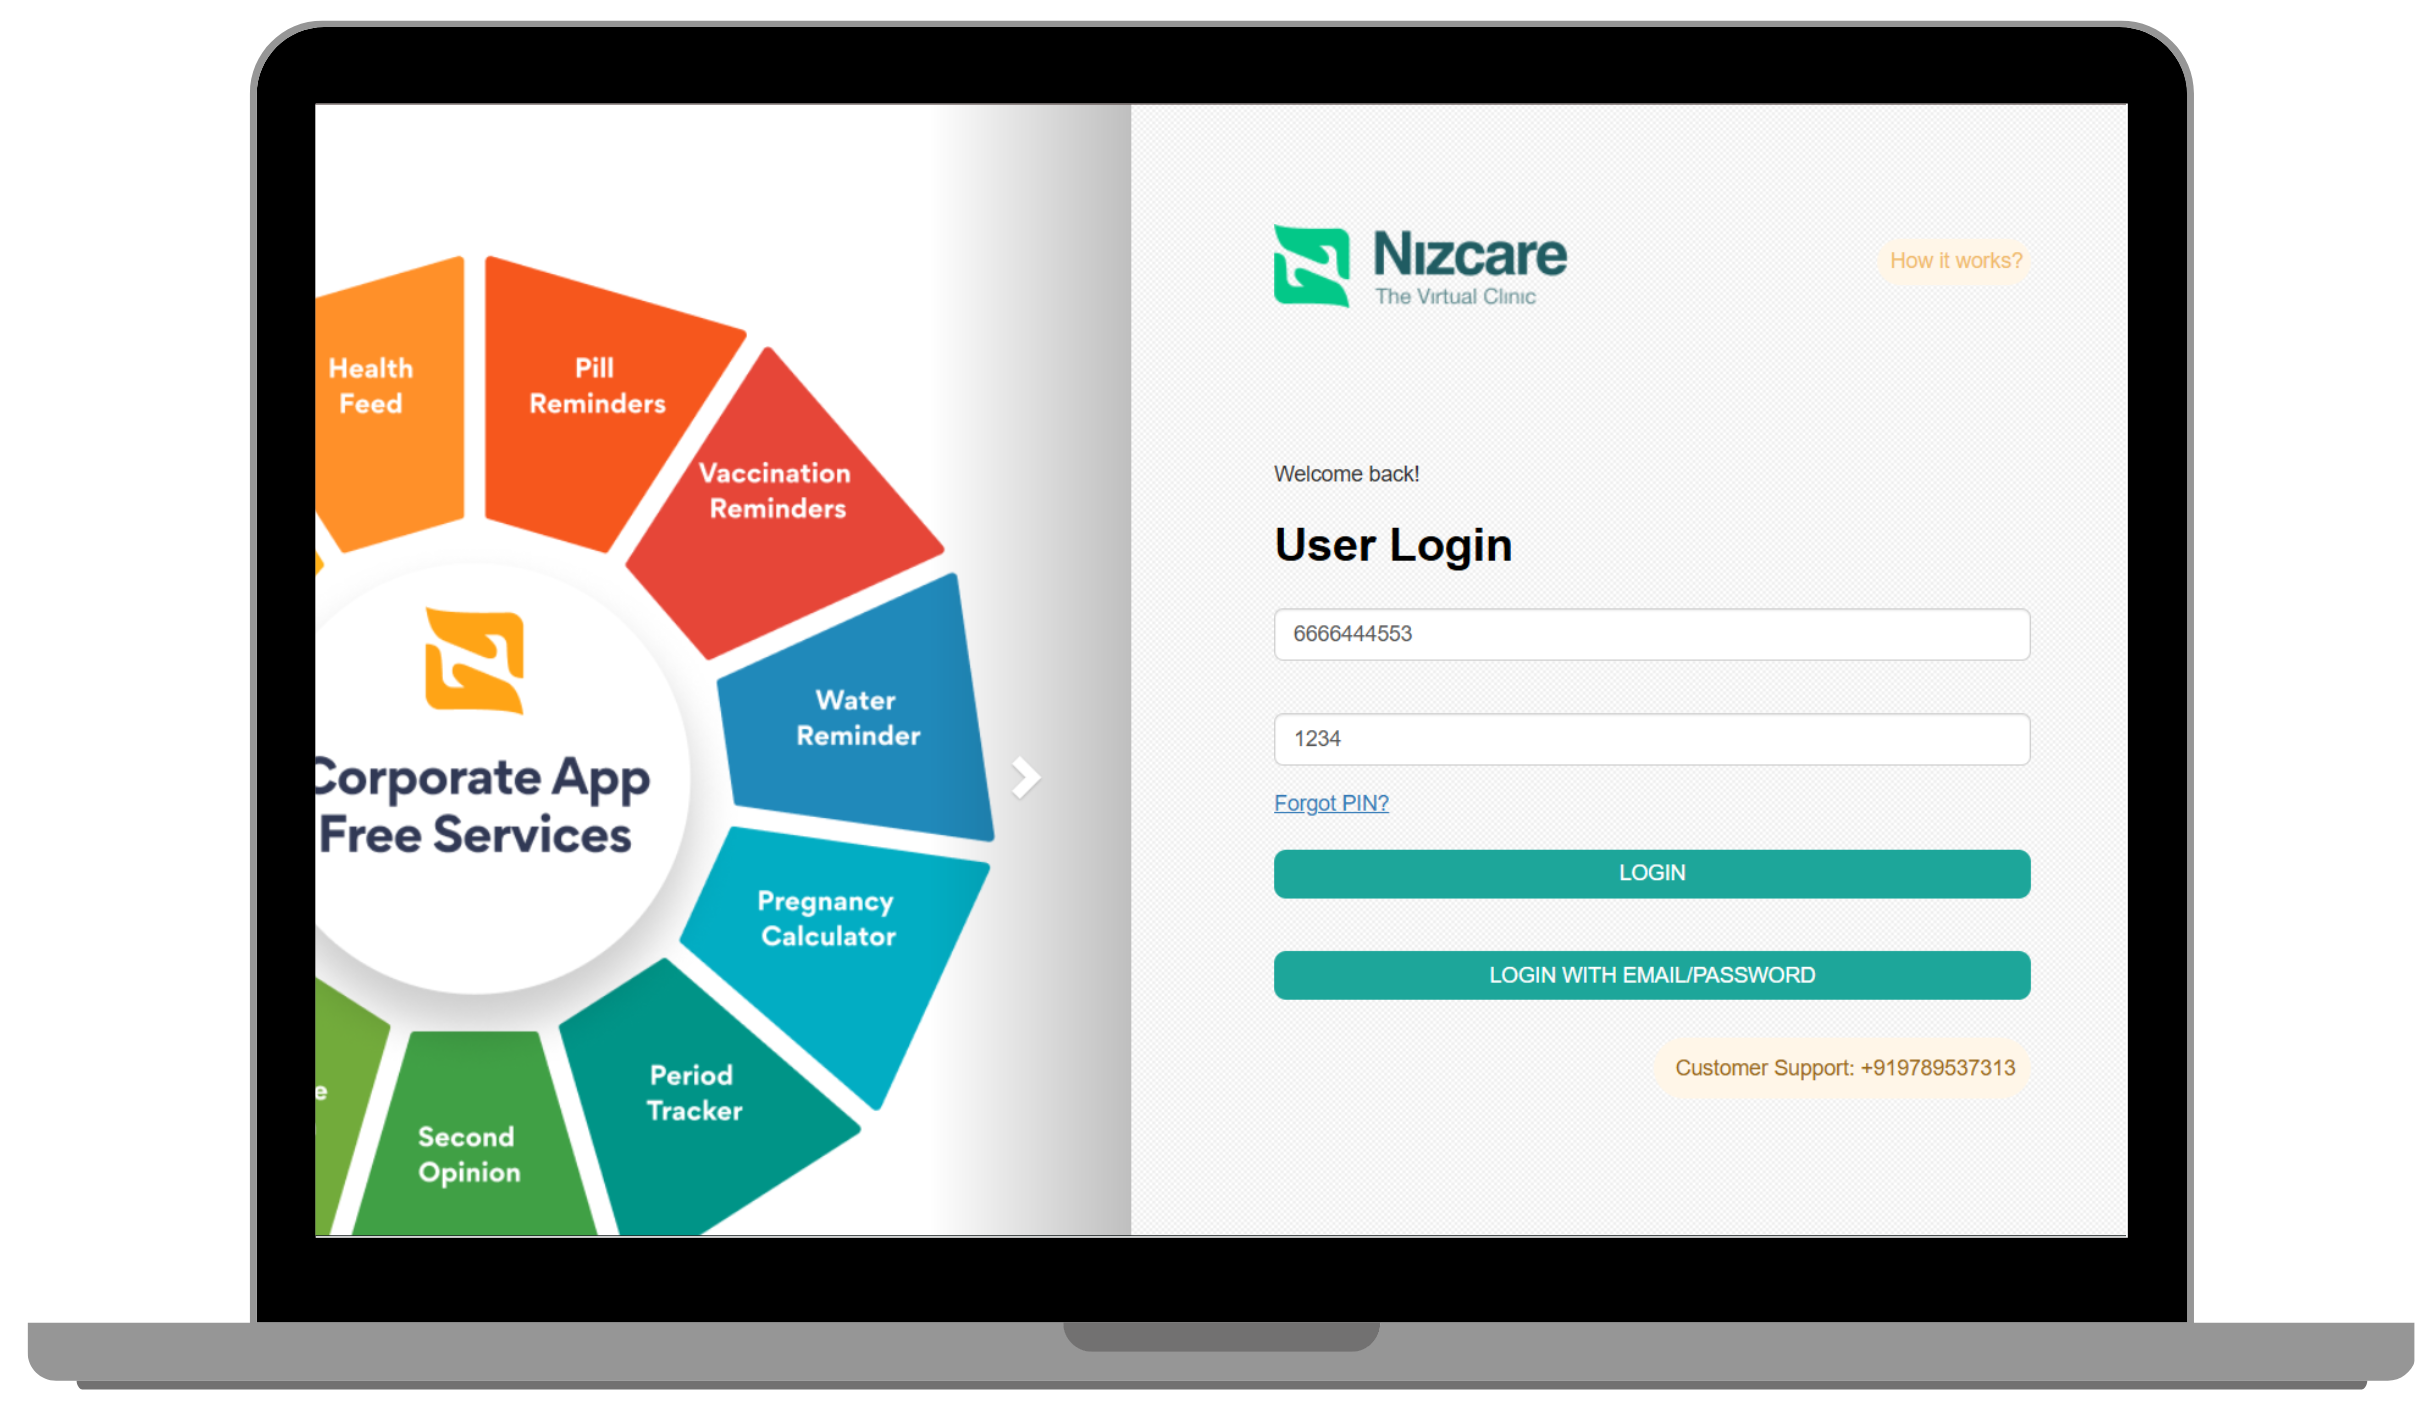 Health
Feed
Pill
Reminders
Vaccination
Reminders
Water
Reminder
Corporate App
Free Services
Pregnancy
Calculator
Period
Tracker
e
Second
Opinion
Nizcare
The Virtual Clinic
How it works?
Welcome back!
User Login
6666444553
1234
Forgot PIN?
LOGIN
LOGIN WITH EMAIL/PASSWORD
Customer Support: +919789537313